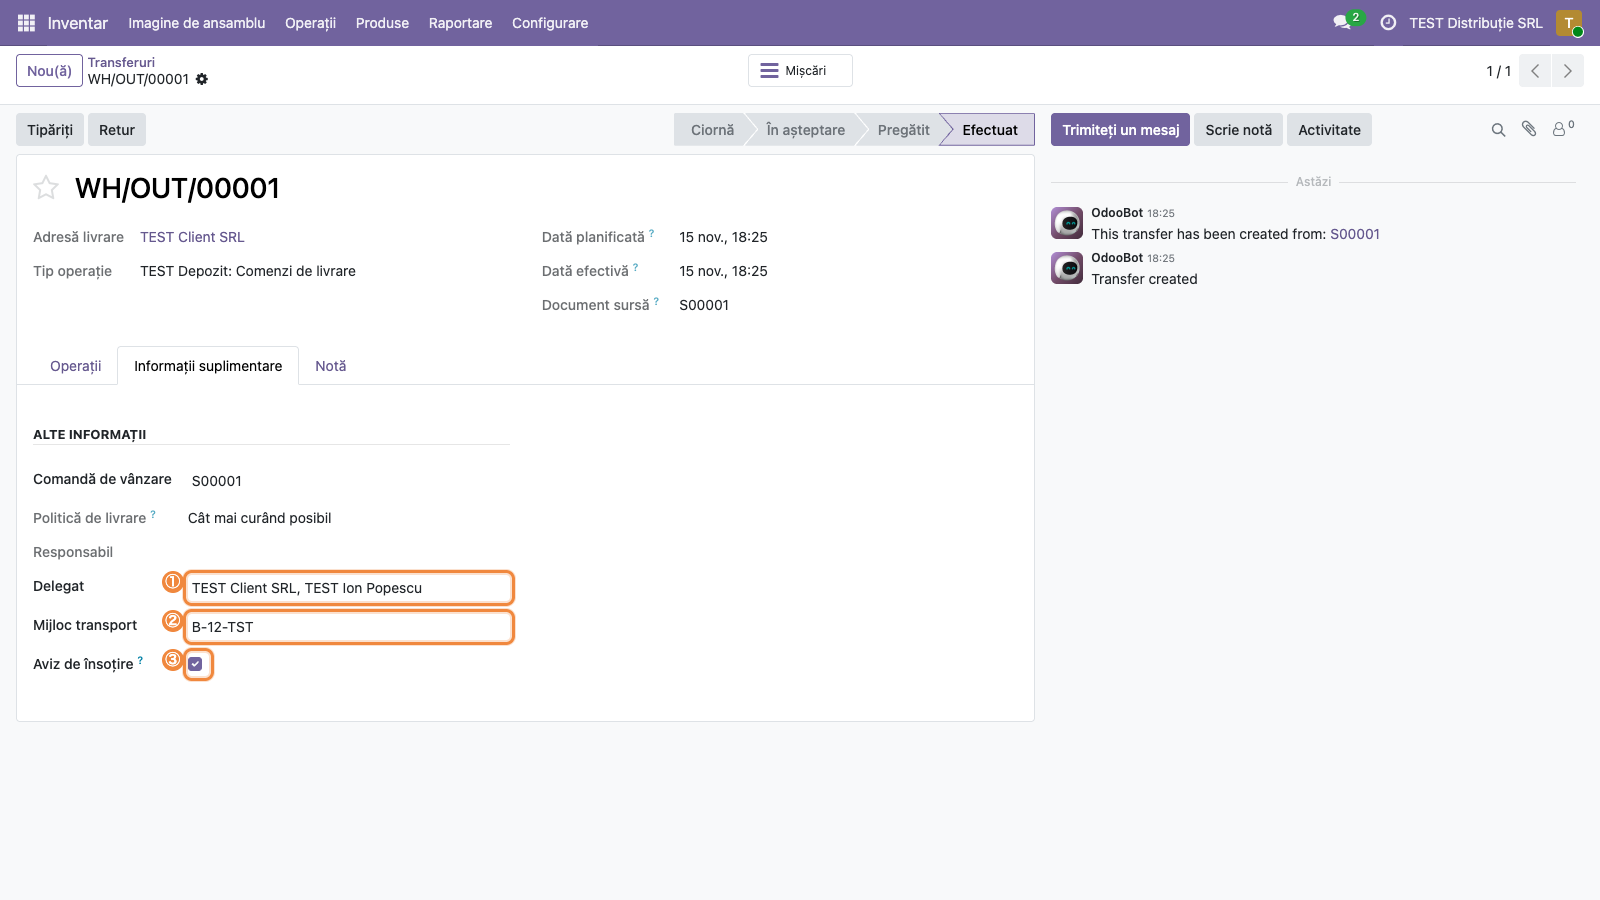 Inventar
Imagine de ansamblu
Operații
Produse
Raportare
Configurare
2
TEST Distribuție SRL
T
Nou(ă)
Transferuri
WH/OUT/00001
Mișcări
1 / 1
Tipăriți
Retur
Ciornă
În așteptare
Pregătit
Efectuat
Trimiteți un mesaj
Scrie notă
Activitate
0
WH/OUT/00001
Adresă livrare
TEST Client SRL
Tip operație
TEST Depozit: Comenzi de livrare
Dată planificată ?
15 nov., 18:25
Dată efectivă ?
15 nov., 18:25
Document sursă ?
S00001
Operații
Informații suplimentare
Notă
ALTE INFORMAȚII
Comandă de vânzare
S00001
Politică de livrare ?
Cât mai curând posibil
Responsabil
Delegat
① TEST Client SRL, TEST Ion Popescu
Mijloc transport
② B-12-TST
Aviz de însoțire ?
③
Astăzi
OdooBot 18:25
This transfer has been created from: S00001
OdooBot 18:25
Transfer created